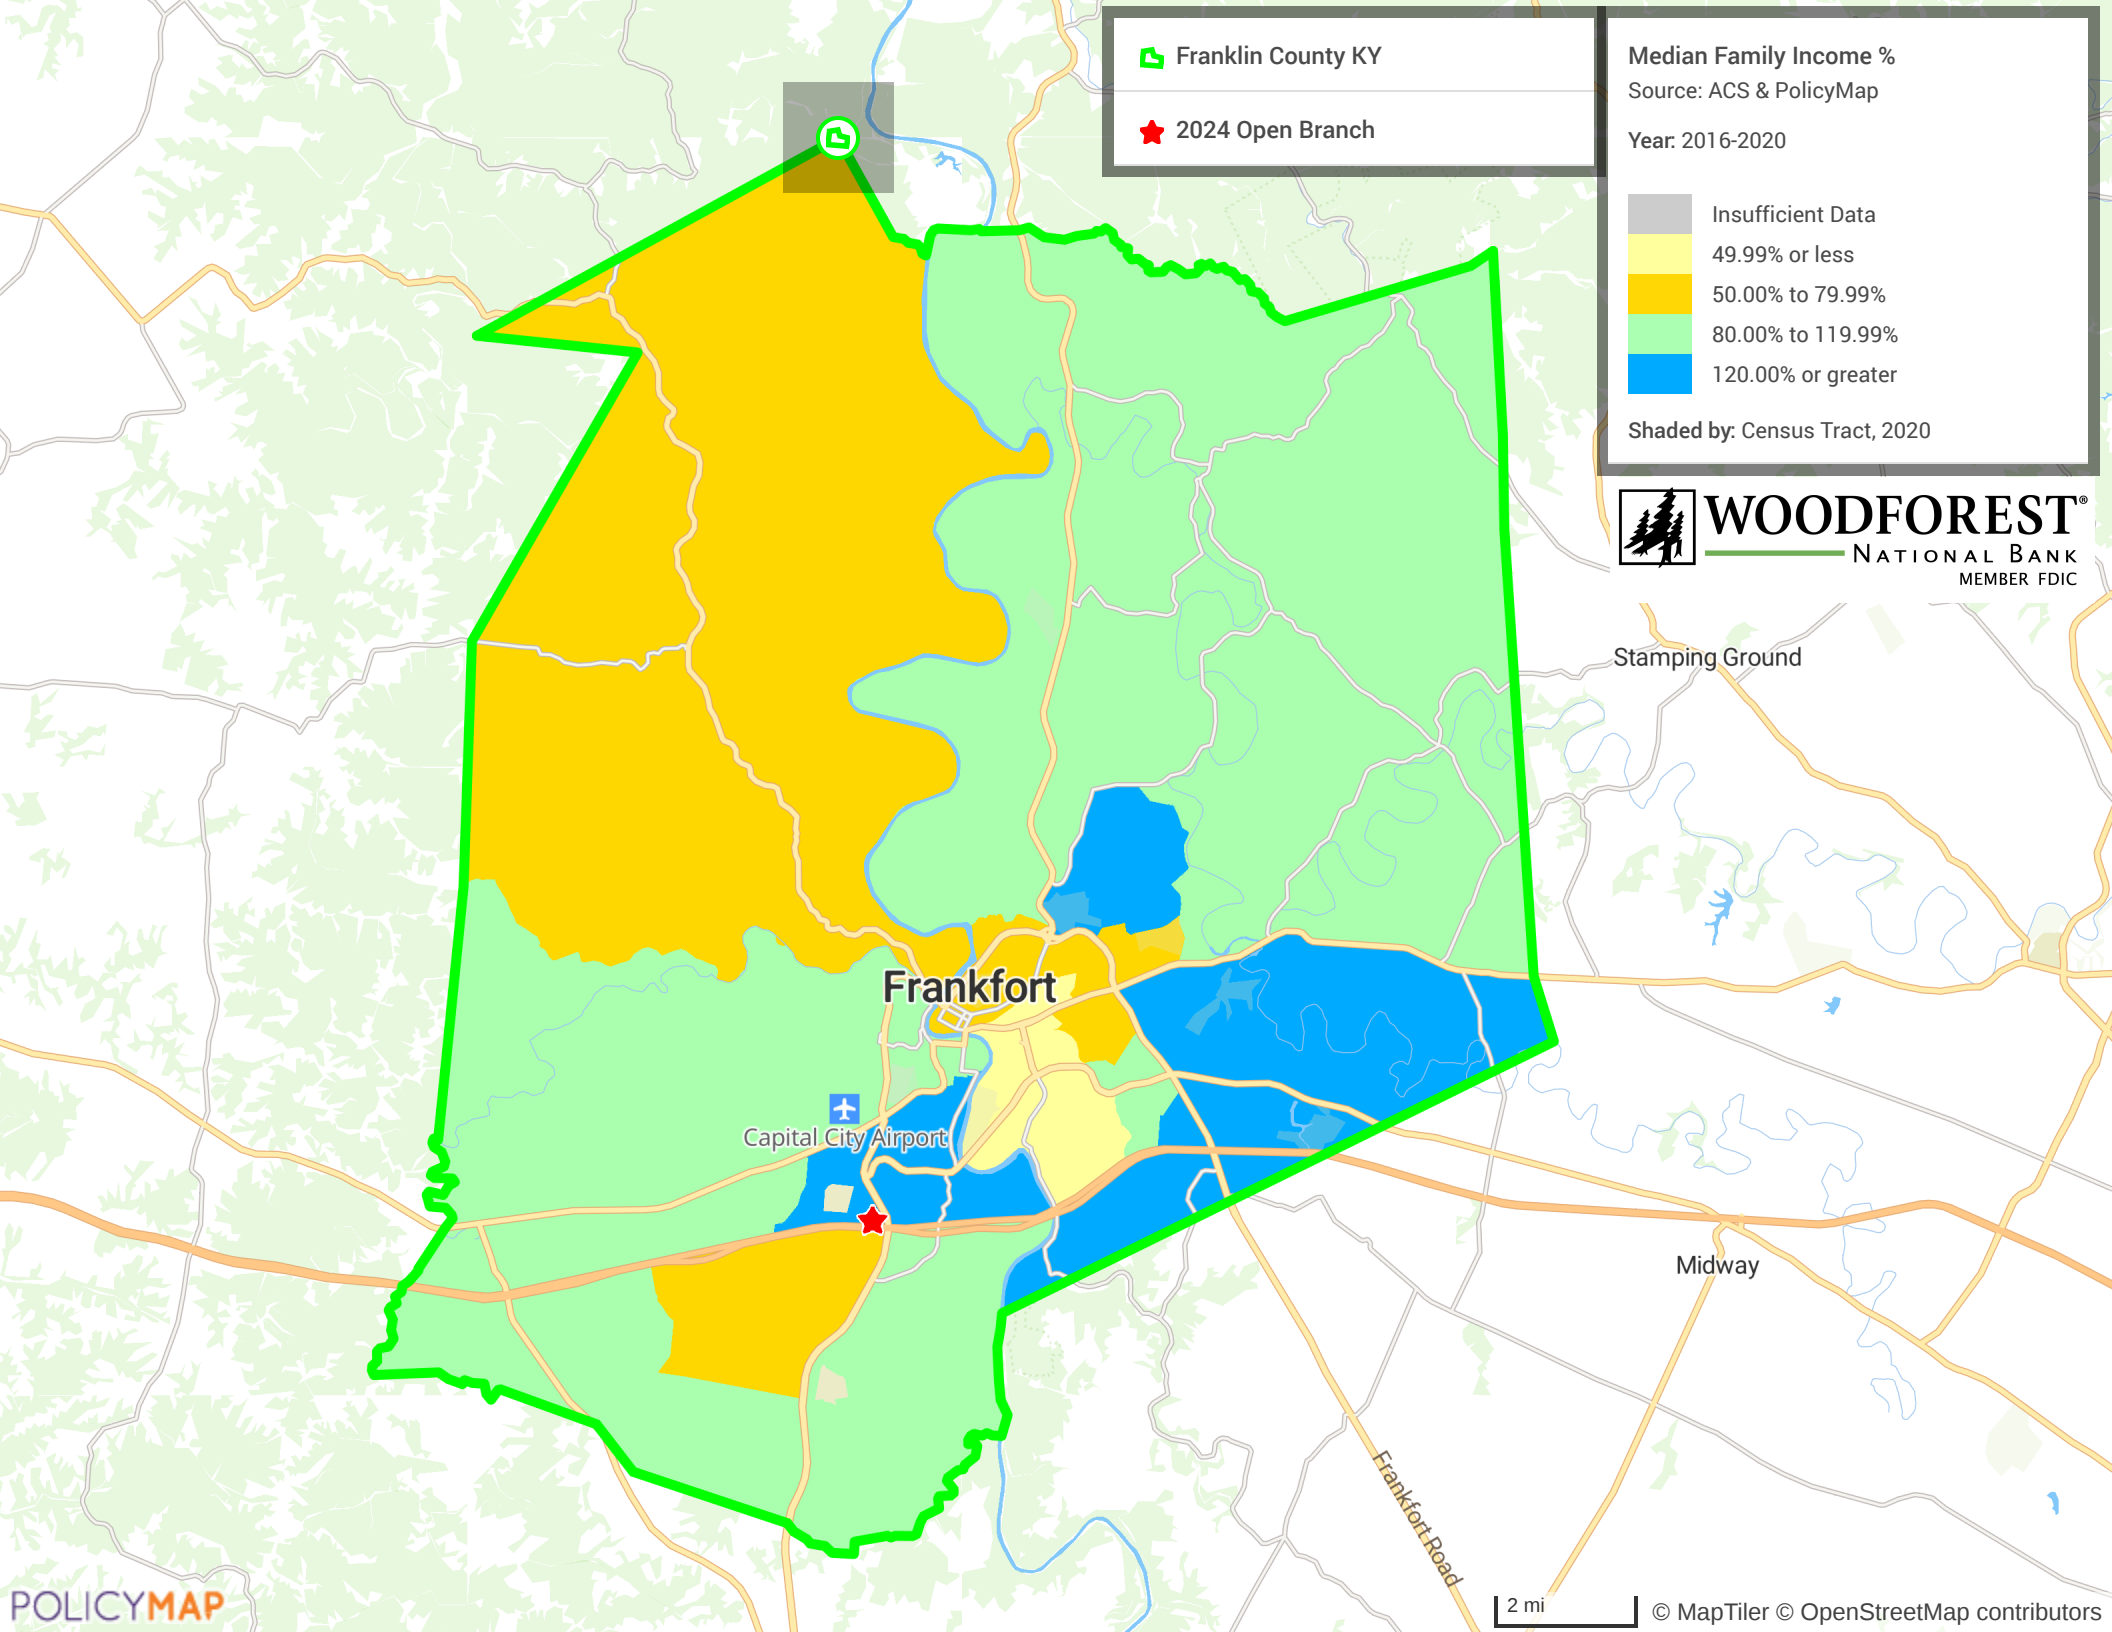 Franklin County KY
2024 Open Branch
Median Family Income %
Source: ACS & PolicyMap
Year: 2016-2020
Insufficient Data
49.99% or less
50.00% to 79.99%
80.00% to 119.99%
120.00% or greater
Shaded by: Census Tract, 2020
WOODFOREST®
NATIONAL BANK
MEMBER FDIC
Stamping Ground
Frankfort
Capital City Airport
Midway
Frankfort Road
POLICYMAP
2 mi
© MapTiler © OpenStreetMap contributors